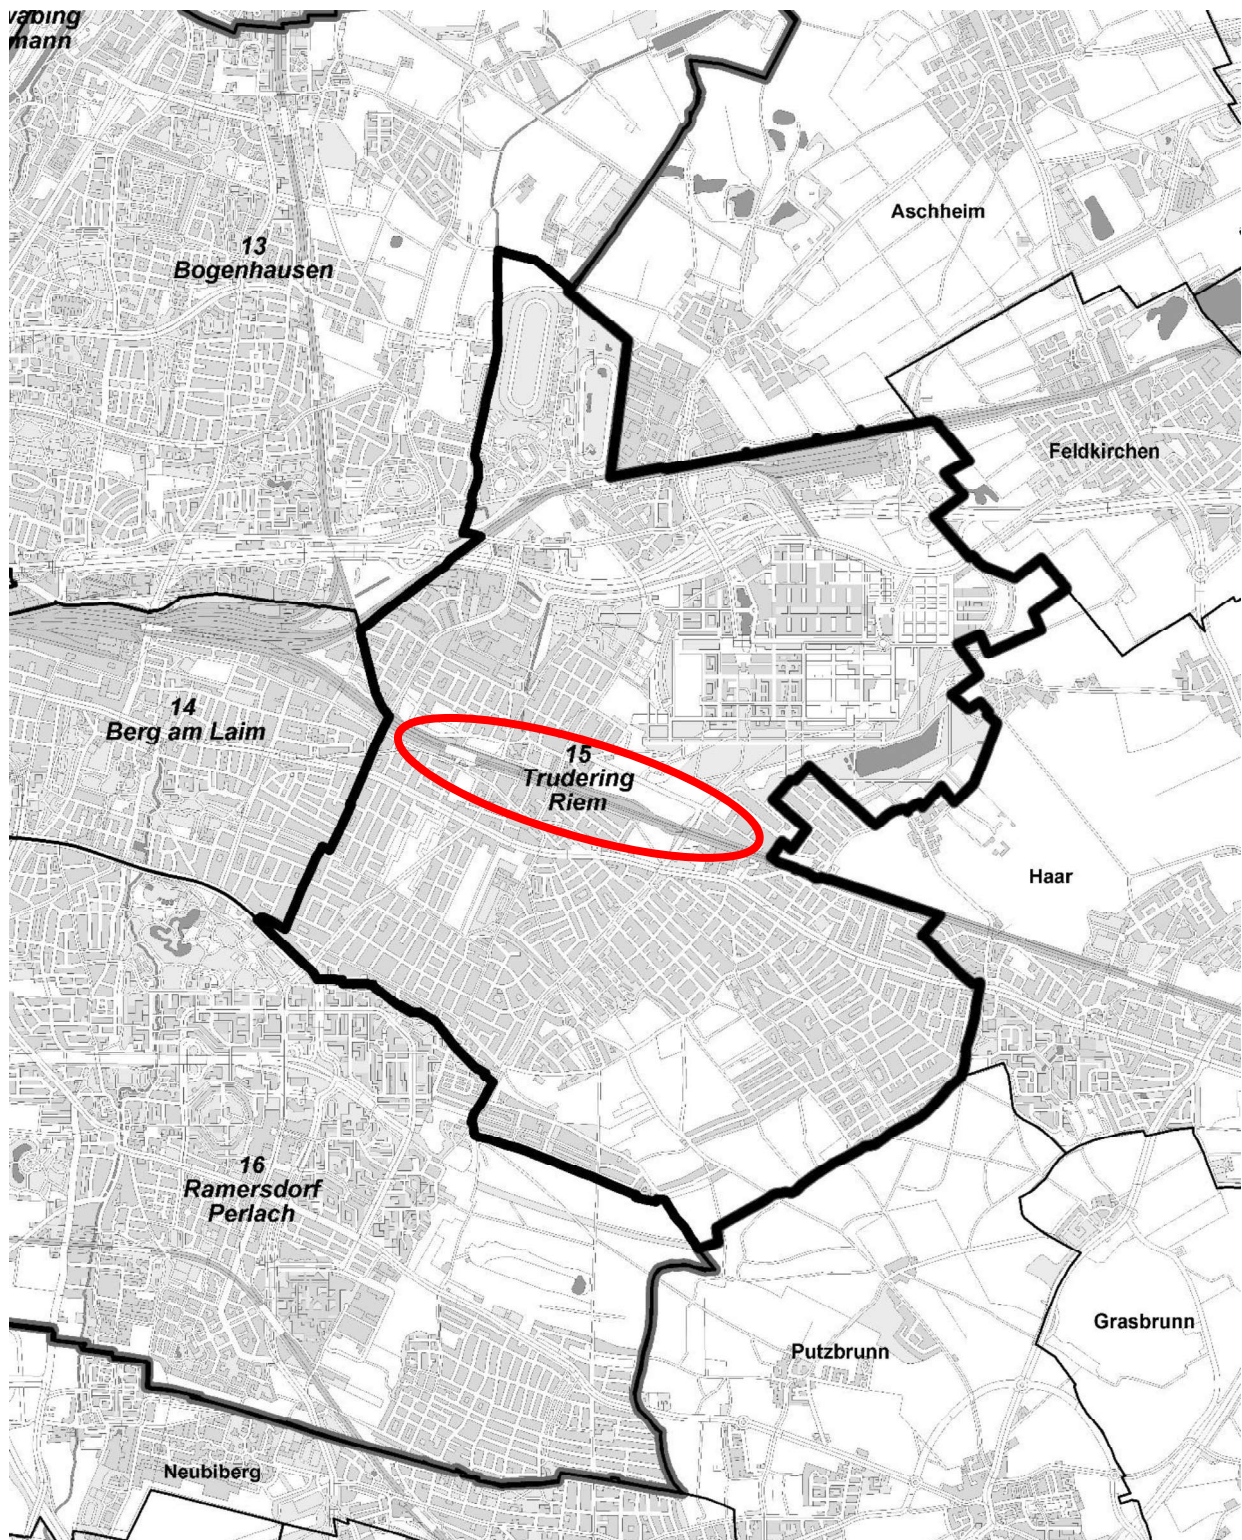 vabing
mann
Aschheim
13
Bogenhausen
Feldkirchen
14
Berg am Laim
15
Trudering
Riem
Haar
16
Ramersdorf
Perlach
Grasbrunn
Putzbrunn
Neubiberg